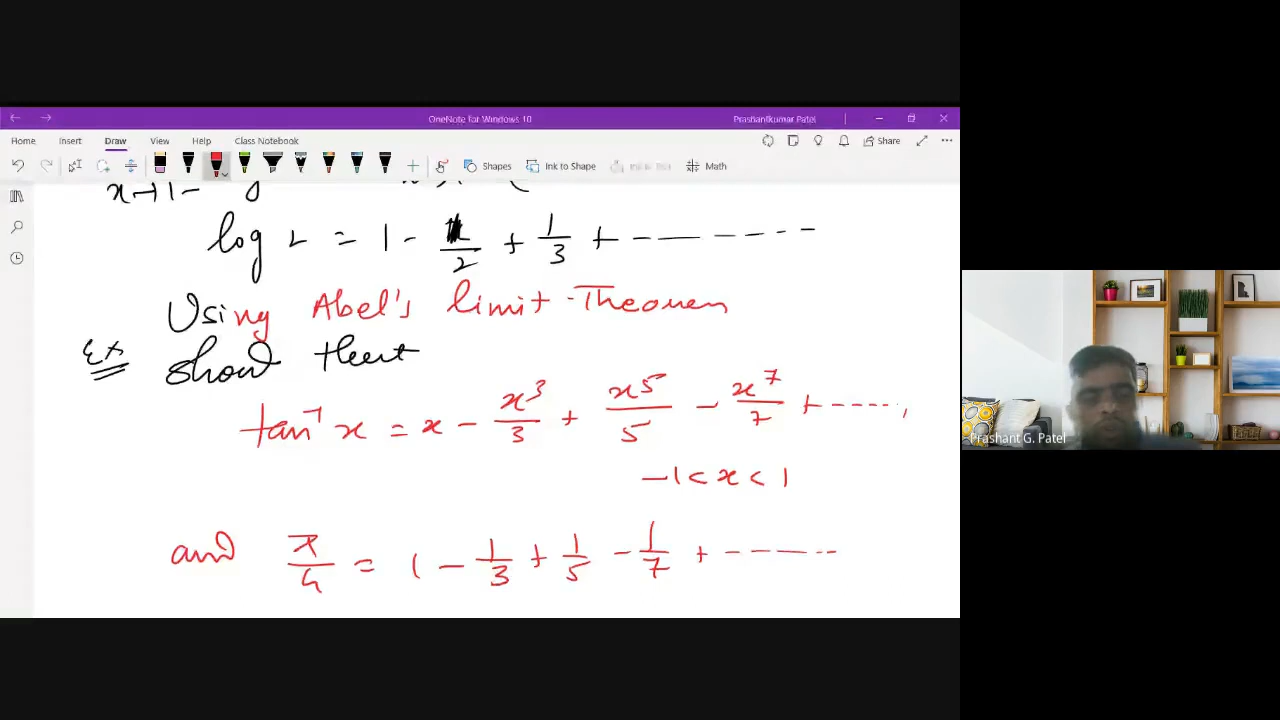 OneNote for Windows 10
Prashantkumar Patel
Home Insert Draw View Help Class Notebook
Share
Shapes Ink to Shape Math
x→1-
log 2 = 1 - 1/2 + 1/3 + --------
Using Abel's limit-Theorem
Ex show that
tan⁻¹ x = x - x³/3 + x⁵/5 - x⁷/7 + -----,
-1 < x < 1
and π/4 = 1 - 1/3 + 1/5 - 1/7 + -------
Prashant G. Patel